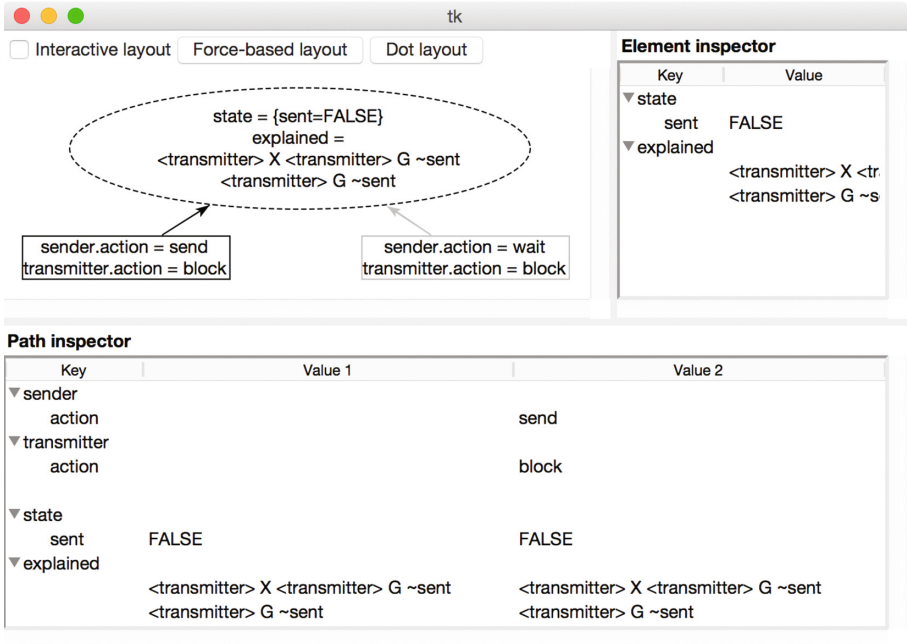 tk
Interactive layout Force-based layout Dot layout
state = {sent=FALSE}
explained =
<transmitter> X <transmitter> G ~sent
<transmitter> G ~sent
sender.action = send
transmitter.action = block
sender.action = wait
transmitter.action = block
Element inspector
Key Value
state
sent FALSE
explained
<transmitter> X <tr
<transmitter> G ~s
Path inspector
Key Value 1 Value 2
sender
action send
transmitter
action block
state
sent FALSE FALSE
explained
<transmitter> X <transmitter> G ~sent <transmitter> X <transmitter> G ~sent
<transmitter> G ~sent <transmitter> G ~sent